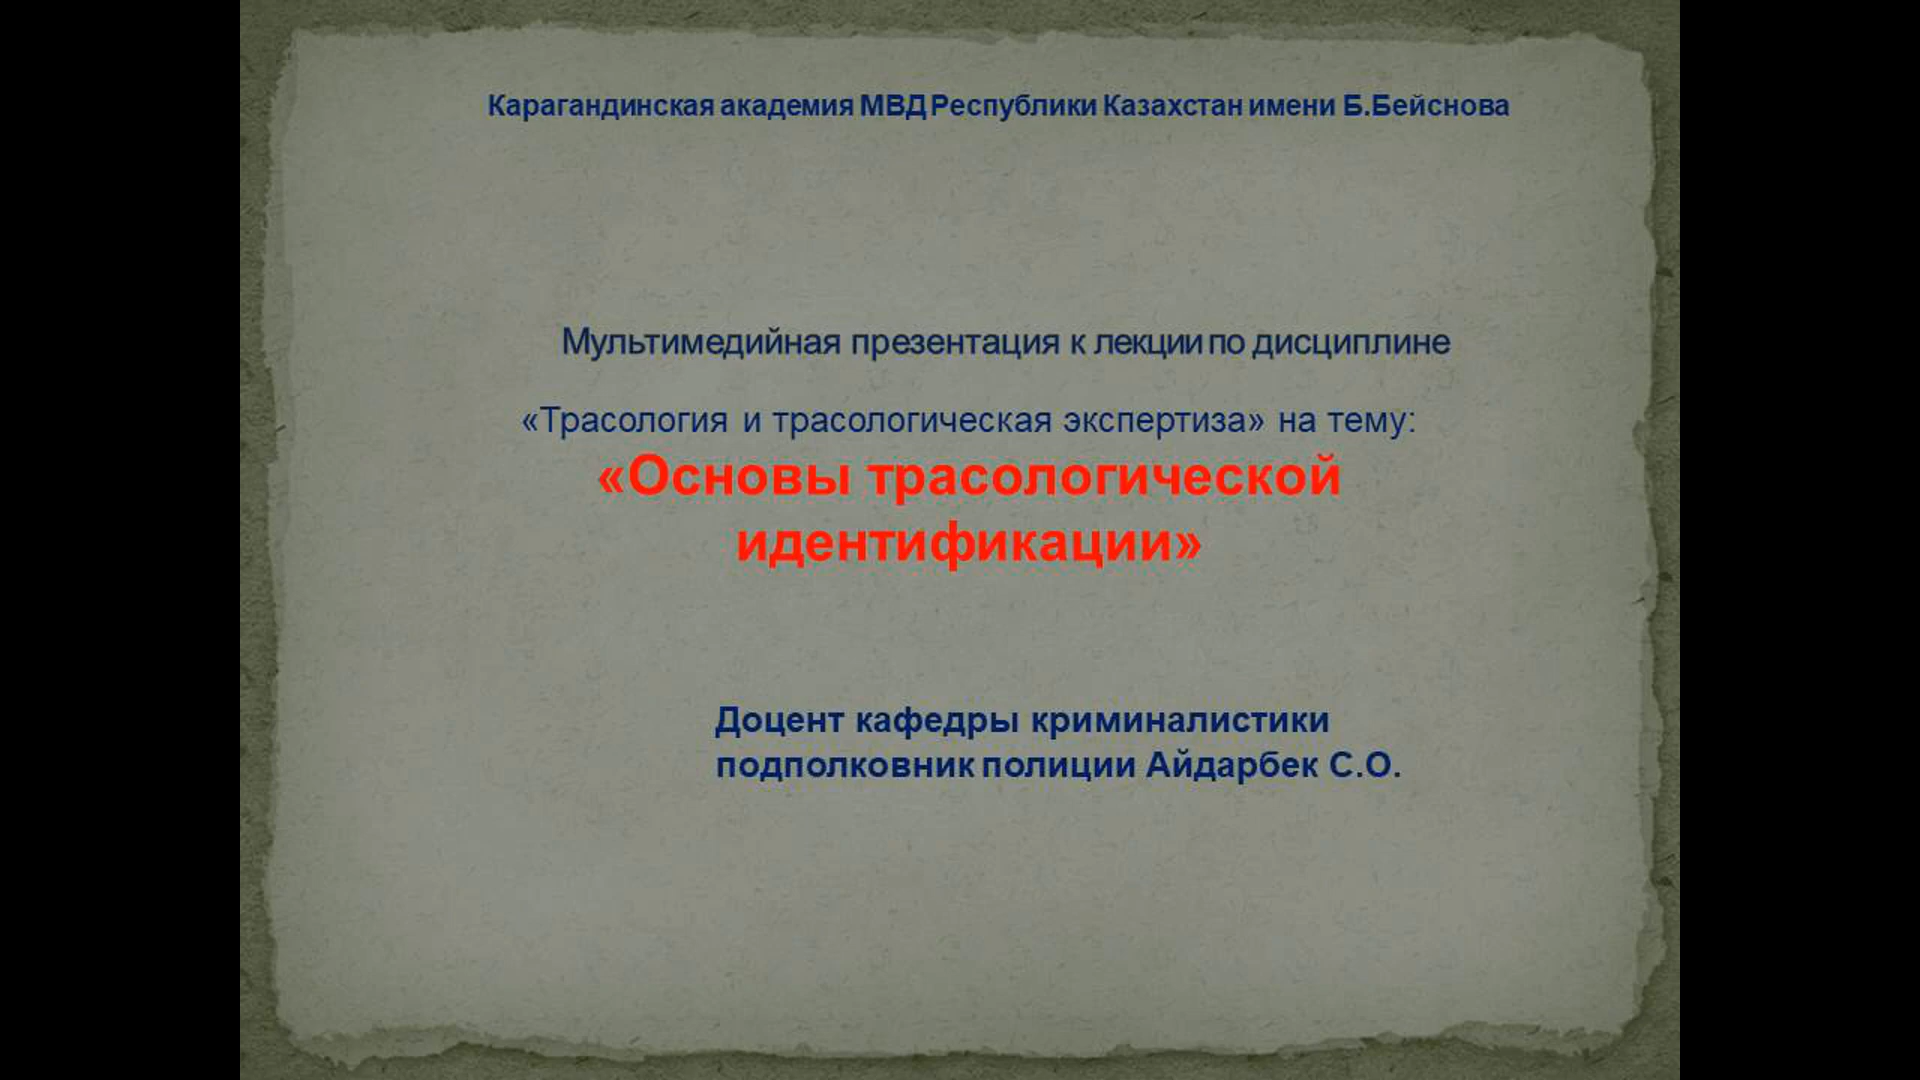 Карагандинская академия МВД Республики Казахстан имени Б.Бейснова
Мультимедийная презентация к лекции по дисциплине
«Трасология и трасологическая экспертиза» на тему:
«Основы трасологической
идентификации»
Доцент кафедры криминалистики
подполковник полиции Айдарбек С.О.